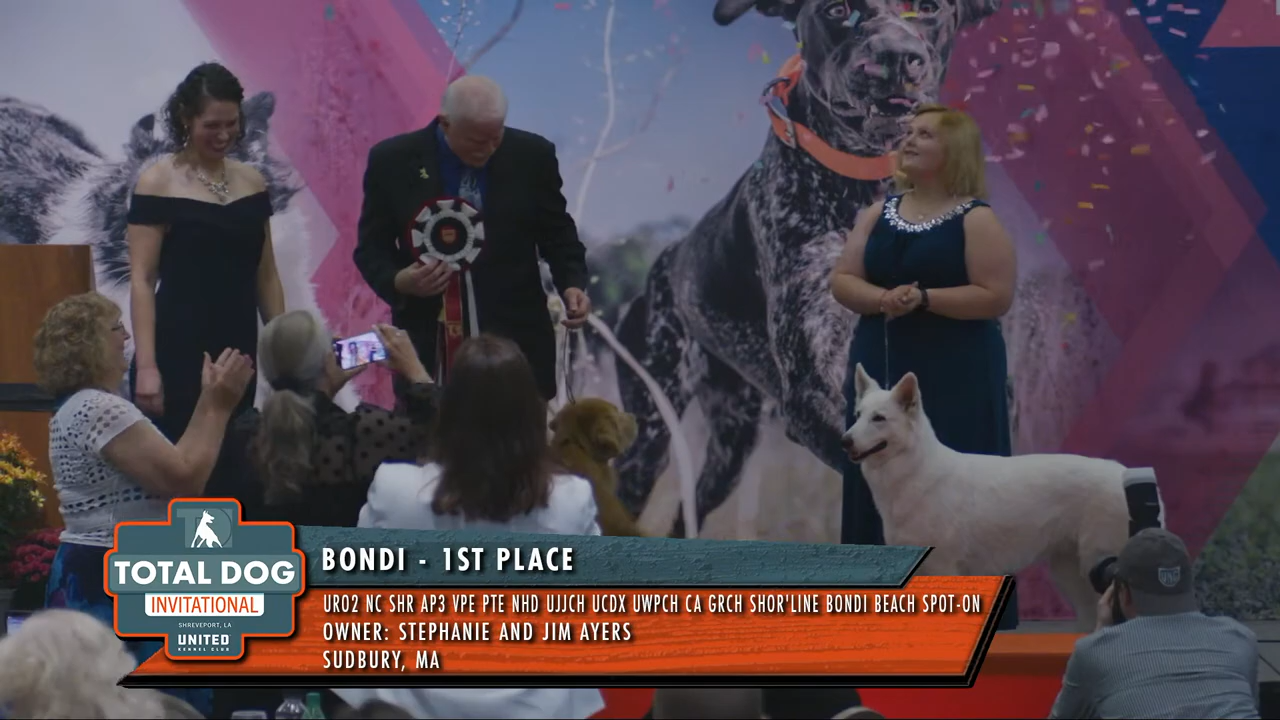 BONDI - 1ST PLACE
URO2 NC SHR AP3 VPE PTE NHD UJJCH UCDX UWPCH CA GRCH SHOR'LINE BONDI BEACH SPOT-ON
OWNER: STEPHANIE AND JIM AYERS
SUDBURY, MA
TD
TOTAL DOG
INVITATIONAL
SHREVEPORT, LA
UNITED
KENNEL CLUB